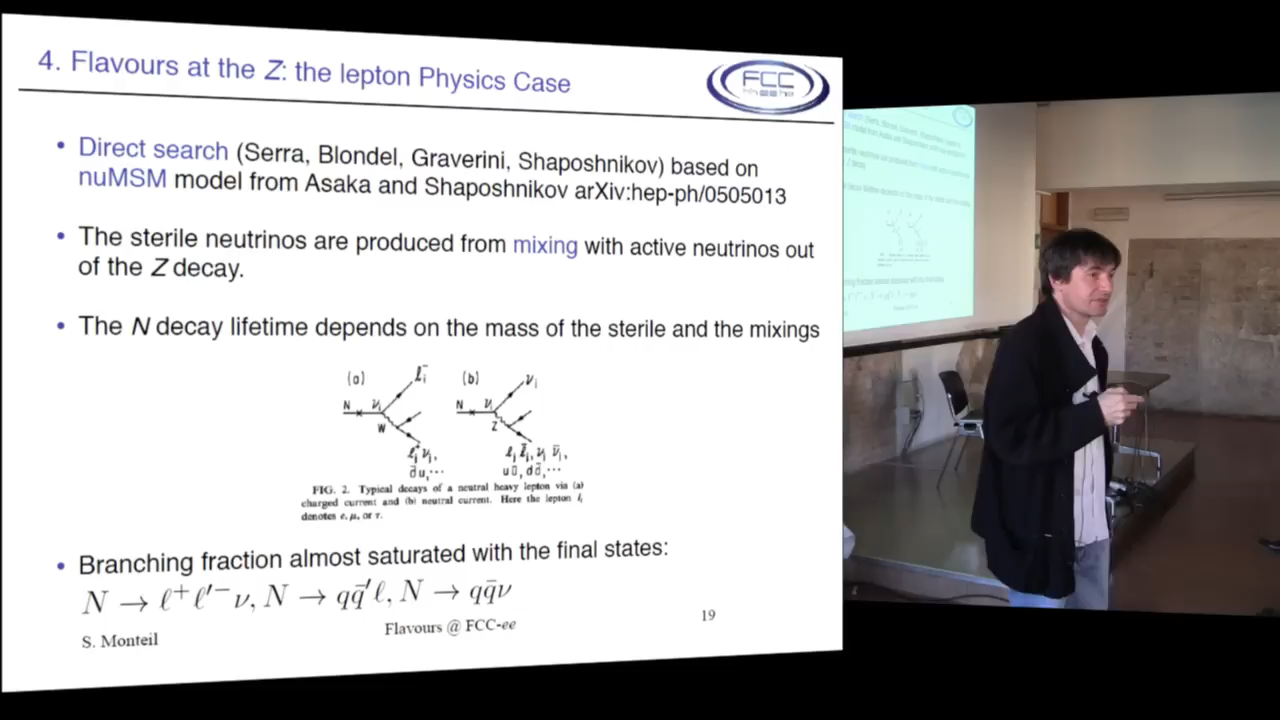 4. Flavours at the Z: the lepton Physics Case
FCC
• Direct search (Serra, Blondel, Graverini, Shaposhnikov) based on
nuMSM model from Asaka and Shaposhnikov arXiv:hep-ph/0505013
• The sterile neutrinos are produced from mixing with active neutrinos out
of the Z decay.
• The N decay lifetime depends on the mass of the sterile and the mixings
(a)
(b)
N
W
N
Z
FIG. 2. Typical decays of a neutral heavy lepton via (a)
charged current and (b) neutral current. Here the lepton lᵢ
denotes e, μ, or τ.
• Branching fraction almost saturated with the final states:
N → ℓ⁺ℓ′⁻ν, N → qq̄′ℓ, N → qq̄ν
S. Monteil
Flavours @ FCC-ee
19